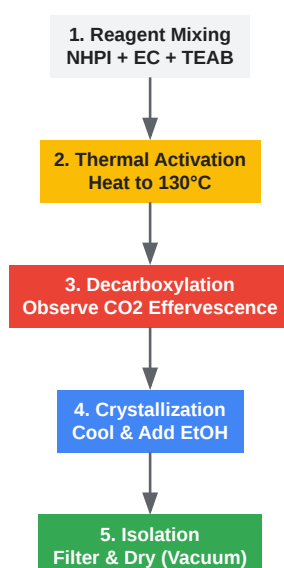 1. Reagent Mixing
NHPI + EC + TEAB
2. Thermal Activation
Heat to 130°C
3. Decarboxylation
Observe CO2 Effervescence
4. Crystallization
Cool & Add EtOH
5. Isolation
Filter & Dry (Vacuum)